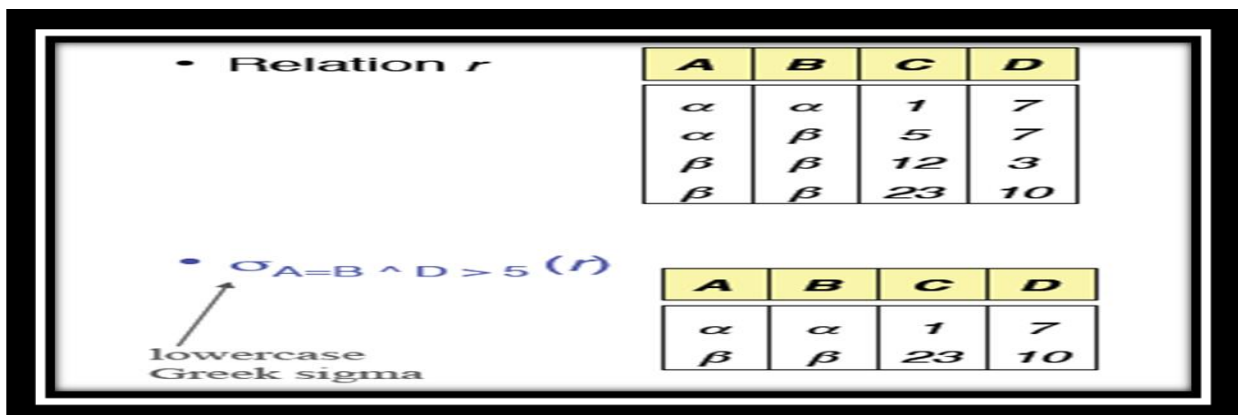 • Relation r
A B C D
α α 1 7
α β 5 7
β β 12 3
β β 23 10
• σA=B ^ D > 5 (r)
A B C D
α α 1 7
β β 23 10
lowercase
Greek sigma